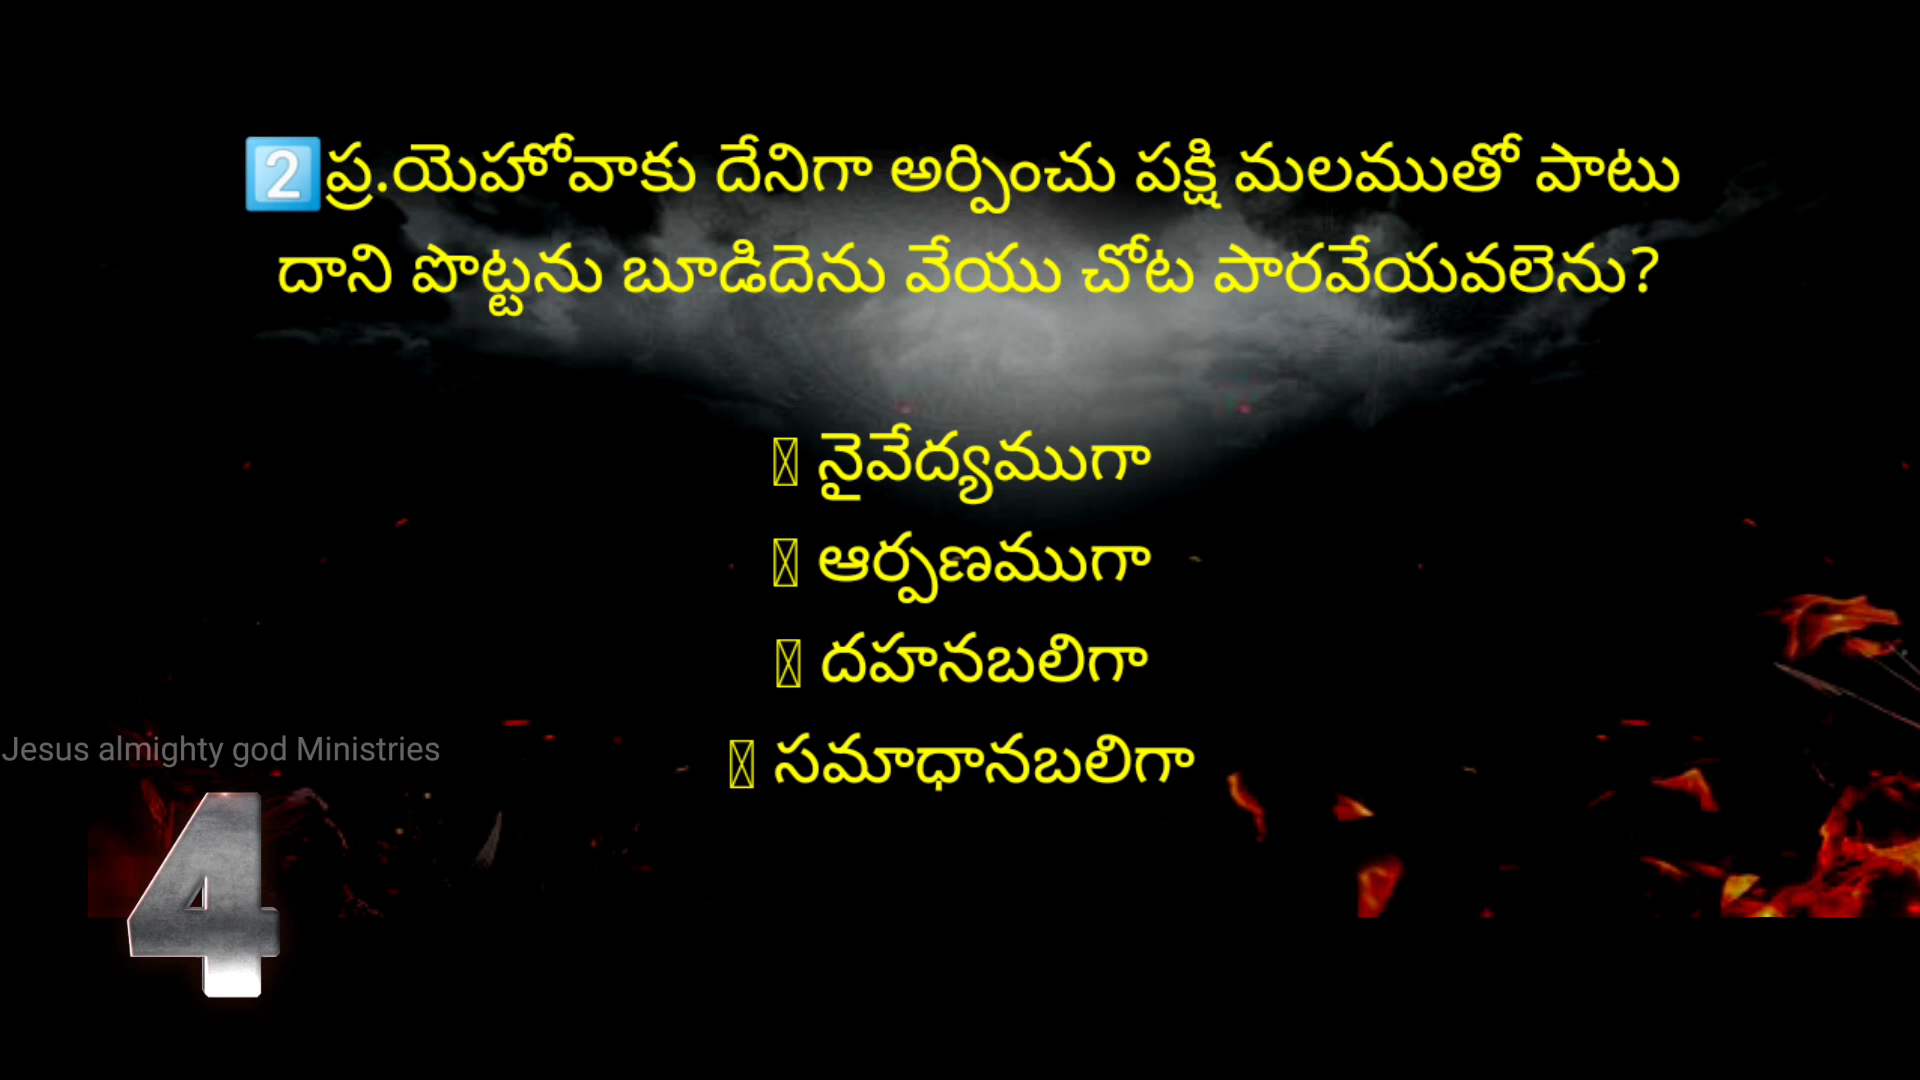 2️⃣ప్ర.యెహోవాకు దేనిగా అర్పించు పక్షి మలముతో పాటు
దాని పొట్టను బూడిదెను వేయు చోట పారవేయవలెను?
నైవేద్యముగా
ఆర్పణముగా
దహనబలిగా
సమాధానబలిగా
Jesus almighty god Ministries
4